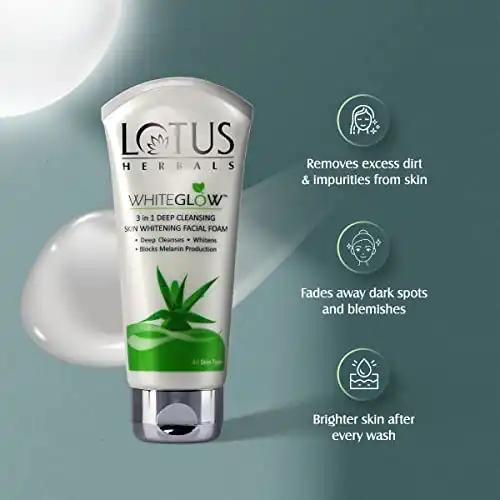 LOTUS
HERBALS
WHITEGLOW™
3 in 1 DEEP CLEANSING
SKIN WHITENING FACIAL FOAM
• Deep Cleanses • Whitens
• Blocks Melanin Production
All Skin Types
Removes excess dirt
& impurities from skin
Fades away dark spots
and blemishes
Brighter skin after
every wash